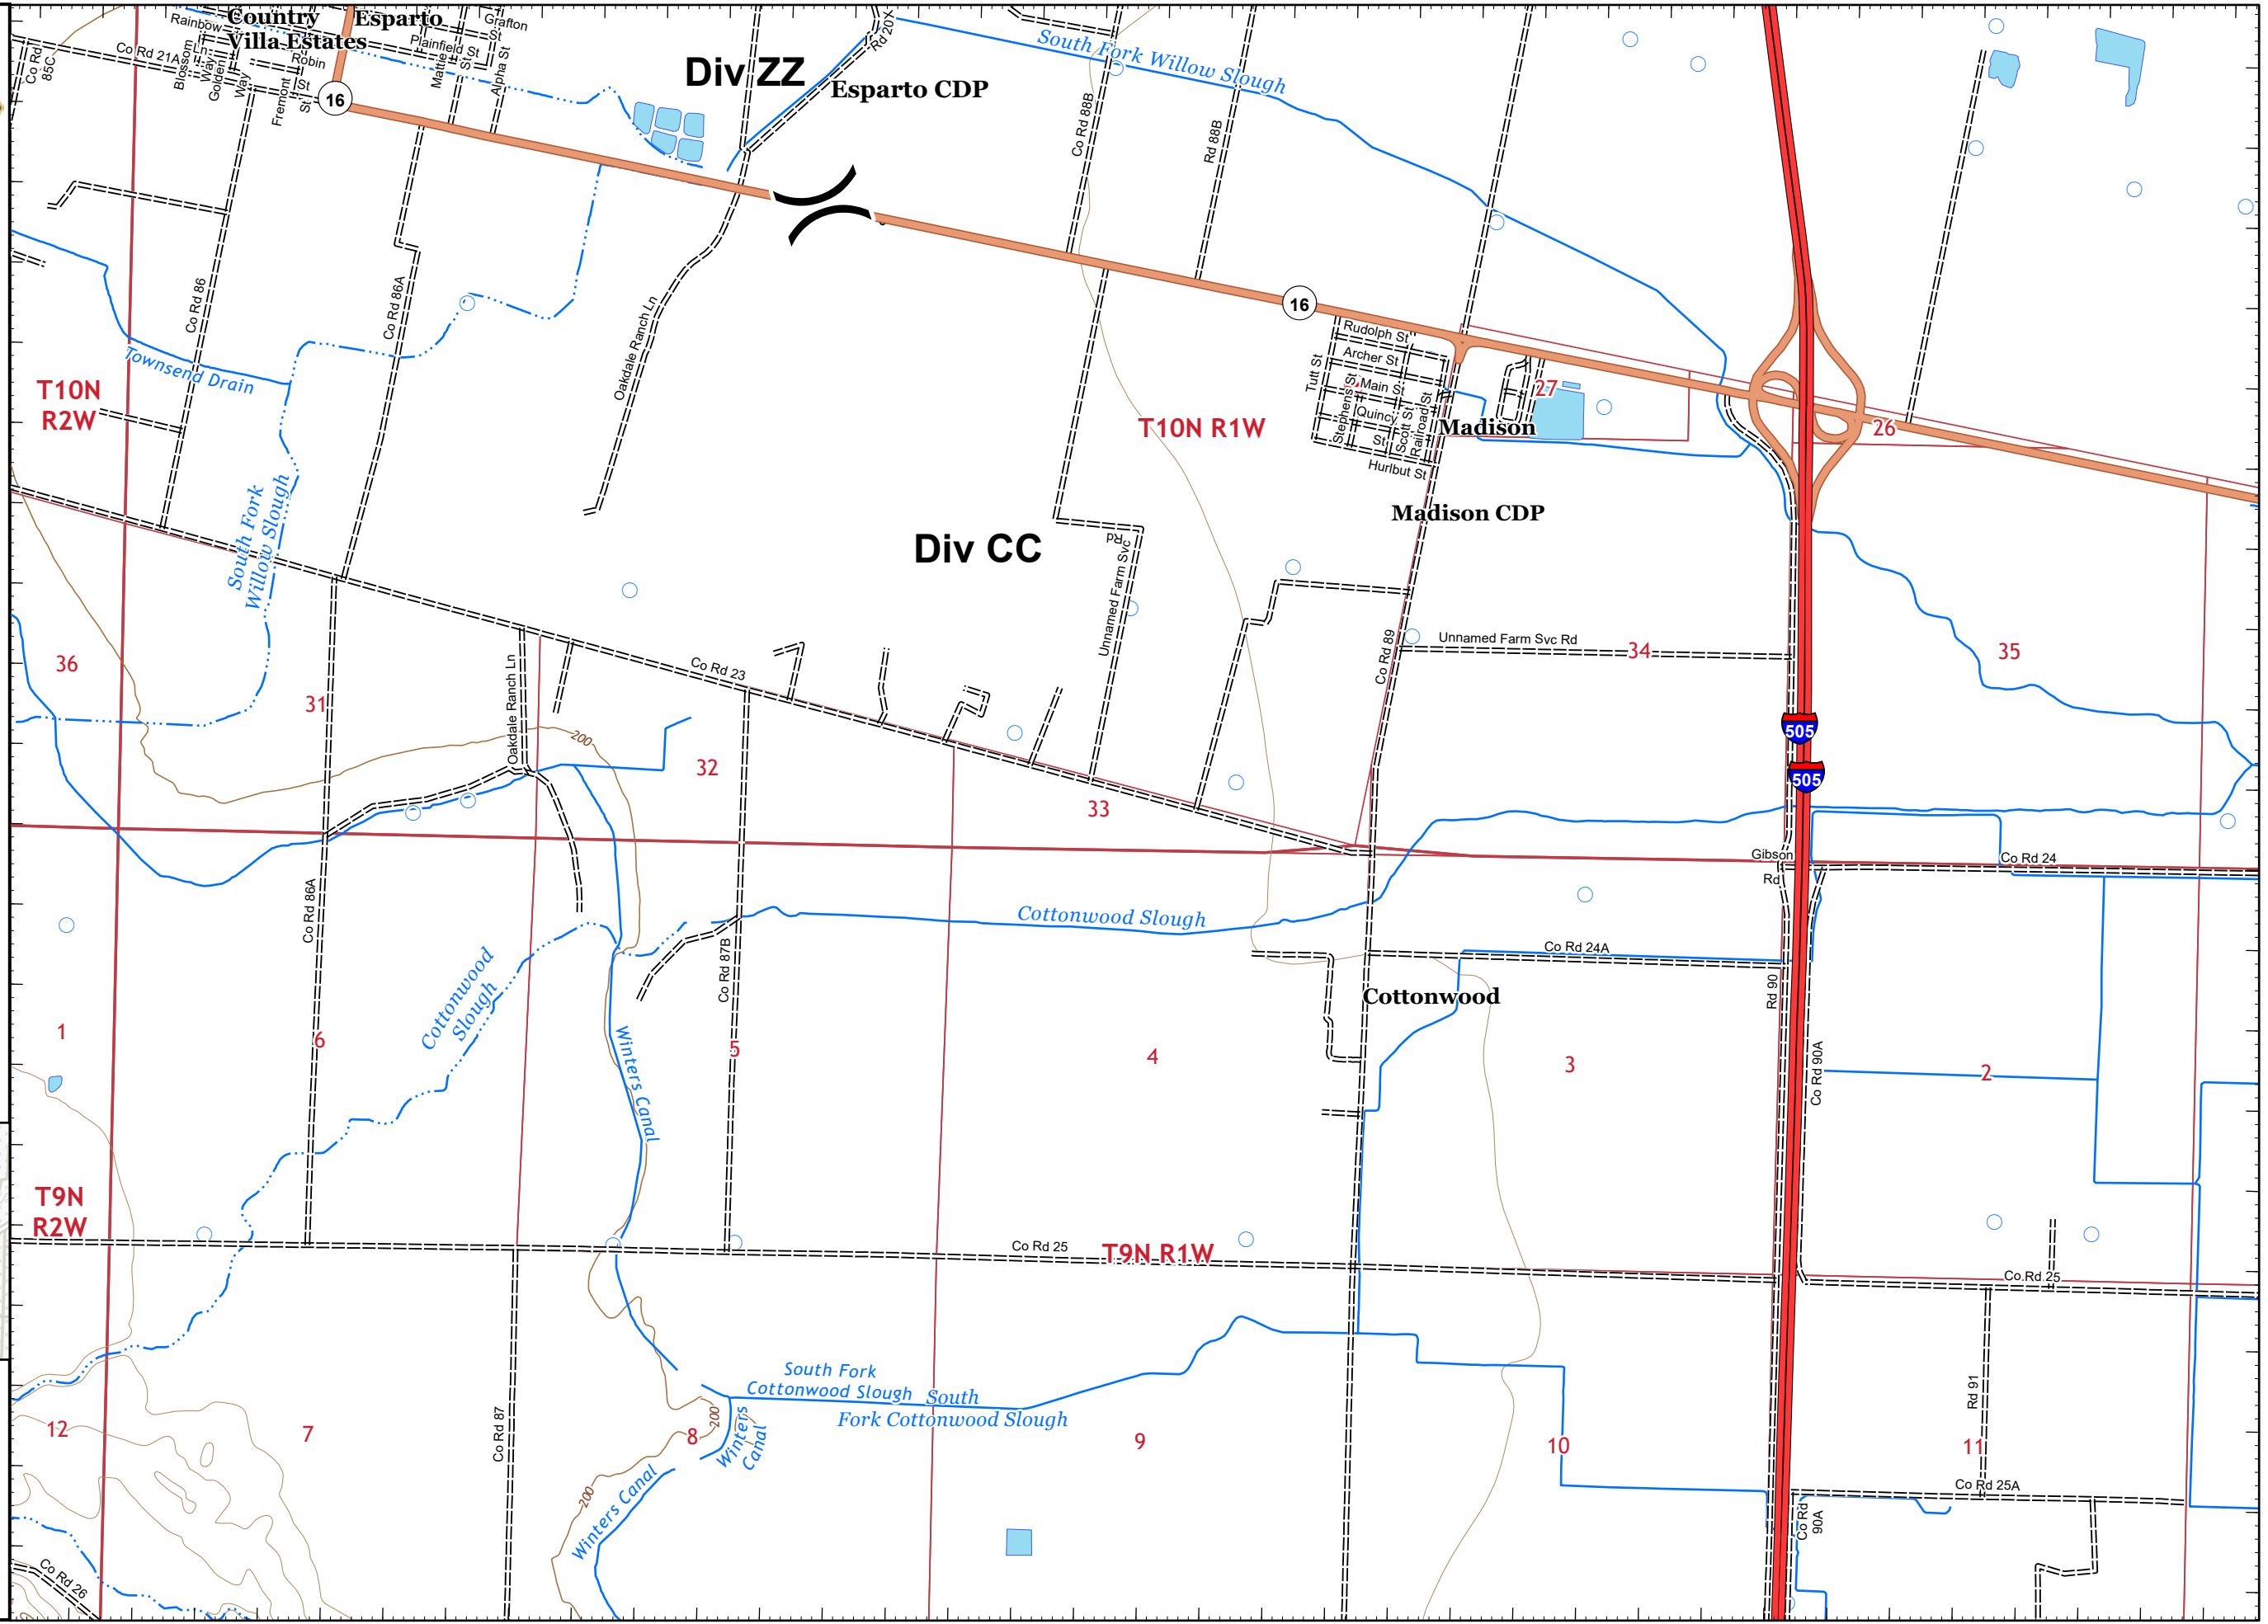 Country
Villa Estates
Esparto
Grafton
St
Rainbow
Ln
Plainfield St
Co Rd
85C
Co Rd 21A
Blossom
Way
Golden
Way
Robin
St
Fremont
St
Mattie
St
Alpha St
16
Div ZZ
Rd 20X
Esparto CDP
South Fork Willow Slough
Co Rd 88B
Rd 88B
Co Rd 86
Co Rd 86A
Oakdale Ranch Ln
16
Townsend Drain
T10N
R2W
T10N R1W
Rudolph St
Archer St
Main St
Quincy
St
Hurlbut St
Tutt St
Stephens St
Scott St
Railroad St
27
Madison
26
Madison CDP
South Fork
Willow Slough
Div CC
Unnamed Farm Svc
Rd
Co Rd 89
Unnamed Farm Svc Rd
34
35
36
31
Oakdale Ranch Ln
200
Co Rd 23
32
33
505
505
Gibson
Rd
Co Rd 24
Co Rd 86A
Cottonwood
Slough
Cottonwood Slough
Co Rd 87B
Co Rd 24A
Rd 90
Cottonwood
1
6
Winters Canal
5
4
3
Co Rd 90A
2
T9N
R2W
Co Rd 25
T9N R1W
Co Rd 25
South Fork
Cottonwood Slough
South
Fork Cottonwood Slough
Rd 91
12
7
Co Rd 87
8
200
Winters
Canal
9
10
11
200
Winters Canal
Co Rd 25A
Co Rd
90A
Co Rd 26